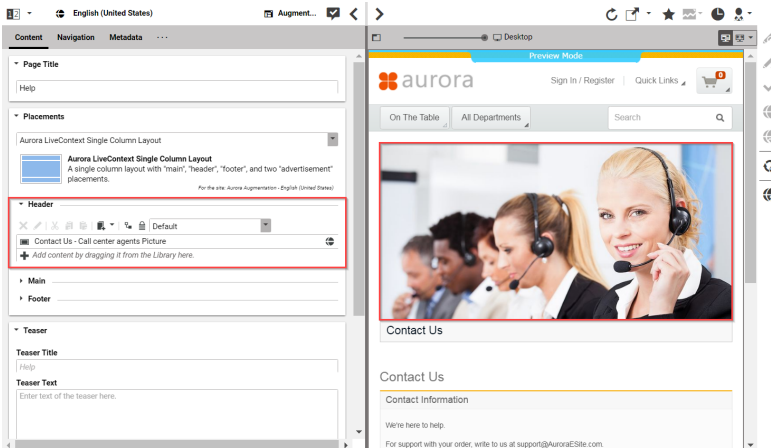 English (United States)
Augment...
Content Navigation Metadata ...
Page Title
Help
Placements
Aurora LiveContext Single Column Layout
Aurora LiveContext Single Column Layout
A single column layout with "main", "header", "footer", and two "advertisement"
placements.
For the site: Aurora Augmentation - English (United States)
Header
Default
Contact Us - Call center agents Picture
Add content by dragging it from the Library here.
Main
Footer
Teaser
Teaser Title
Help
Teaser Text
Enter text of the teaser here.
Desktop
Preview Mode
aurora
Sign In / Register
Quick Links
0
On The Table
All Departments
Search
Contact Us
Contact Us
Contact Information
We're here to help.
For support with your order, write to us at support@AuroraESite.com.